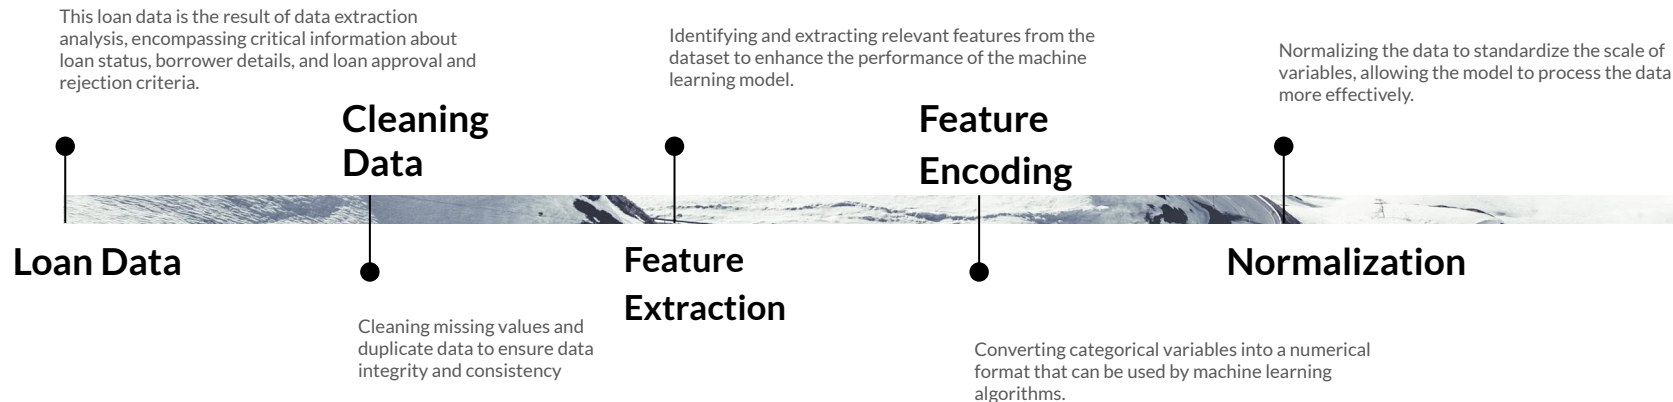 This loan data is the result of data extraction
analysis, encompassing critical information about
loan status, borrower details, and loan approval and
rejection criteria.
Loan Data
Cleaning
Data
Cleaning missing values and
duplicate data to ensure data
integrity and consistency
Identifying and extracting relevant features from the
dataset to enhance the performance of the machine
learning model.
Feature
Extraction
Feature
Encoding
Converting categorical variables into a numerical
format that can be used by machine learning
algorithms.
Normalizing the data to standardize the scale of
variables, allowing the model to process the data
more effectively.
Normalization